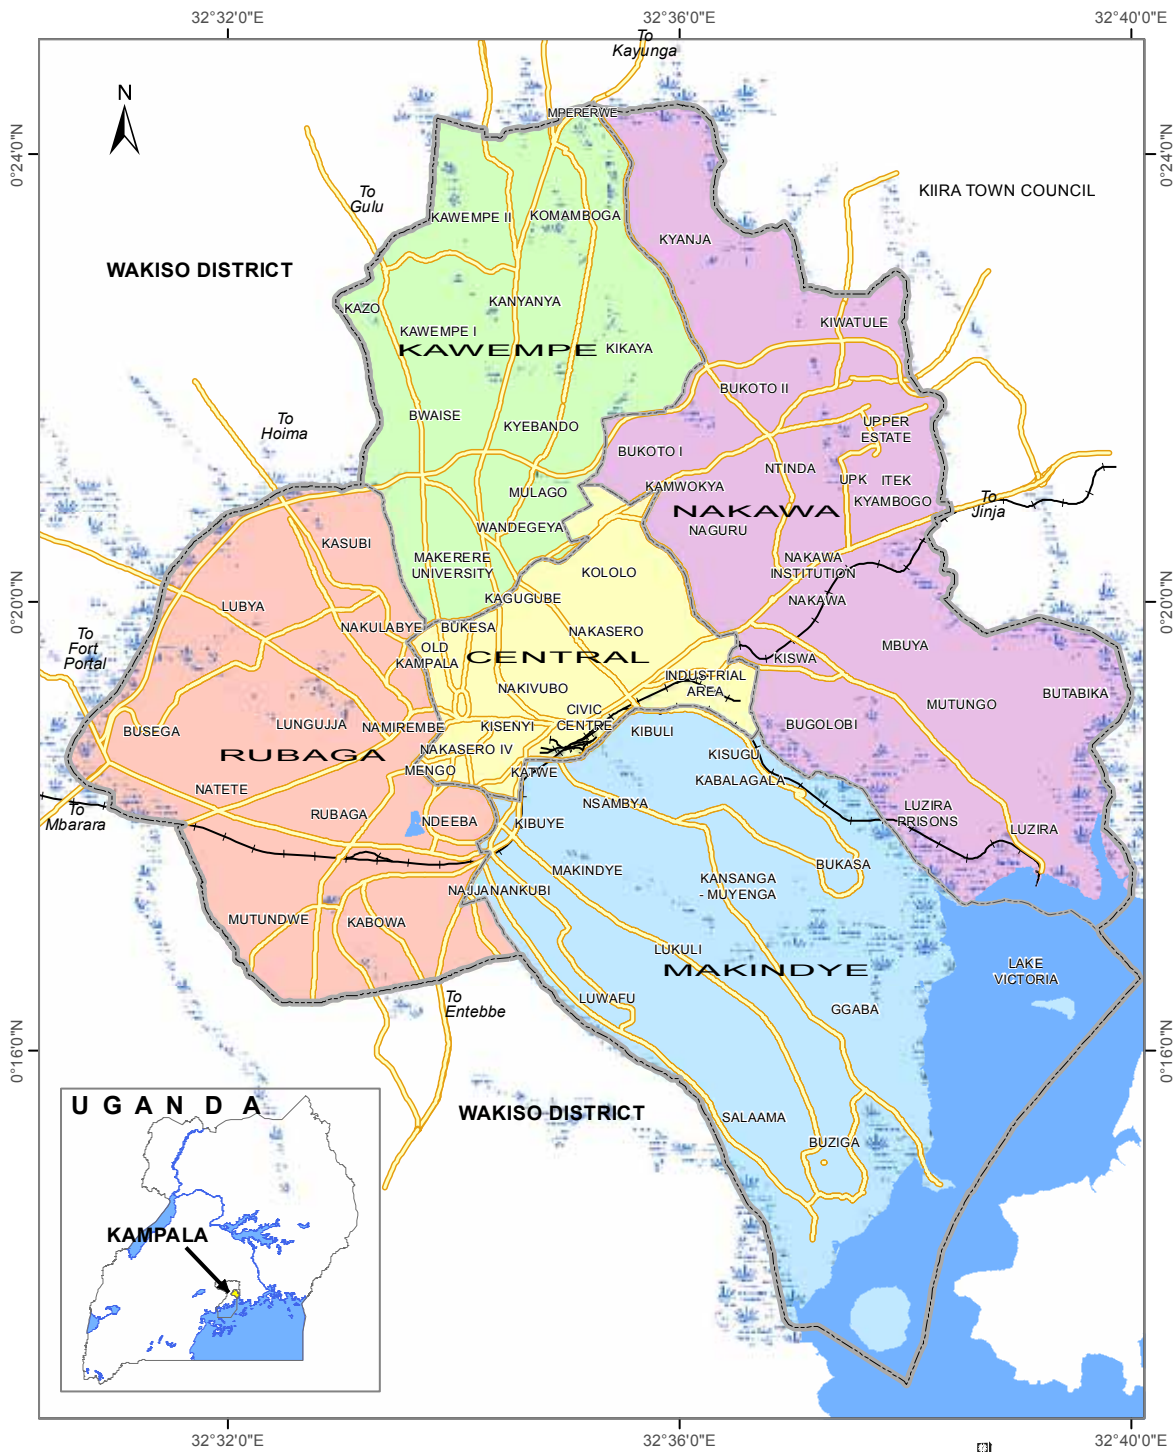 32°32'0"E
32°36'0"E
32°40'0"E
To
Kayunga
N
MPERERWE
0°24'0"N
0°24'0"N
KIIRA TOWN COUNCIL
To
Gulu
KAWEMPE II
KOMAMBOGA
KYANJA
WAKISO DISTRICT
KAZO
KANYANYA
KIWATULE
KAWEMPE I
KAWEMPE
KIKAYA
BUKOTO II
To
Hoima
BWAISE
KYEBANDO
UPPER
ESTATE
BUKOTO I
NTINDA
UPK
ITEK
KAMWOKYA
MULAGO
KYAMBOGO
To
Jinja
NAKAWA
WANDEGEYA
NAGURU
KASUBI
MAKERERE
UNIVERSITY
KOLOLO
NAKAWA
INSTITUTION
KAGUGUBE
NAKAWA
0°20'0"N
0°20'0"N
LUBYA
NAKULABYE
BUKESA
NAKASERO
To
Fort
Portal
OLD
KAMPALA
CENTRAL
KISWA
MBUYA
INDUSTRIAL
AREA
NAKIVUBO
BUTABIKA
MUTUNGO
CIVIC
CENTRE
LUNGUJJA
NAMIREMBE
KISENYI
BUGOLOBI
BUSEGA
KIBULI
RUBAGA
NAKASERO IV
KISUGU
MENGO
KATWE
KABALAGALA
NATETE
NSAMBYA
LUZIRA
PRISONS
To
Mbarara
RUBAGA
NDEEBA
KIBUYE
LUZIRA
BUKASA
MAKINDYE
KANSANGA
- MUYENGA
NAJJANANKUBI
MUTUNDWE
KABOWA
LUKULI
MAKINDYE
LAKE
VICTORIA
To
Entebbe
LUWAFU
GGABA
0°16'0"N
0°16'0"N
UGANDA
WAKISO DISTRICT
SALAAMA
BUZIGA
KAMPALA
32°32'0"E
32°36'0"E
32°40'0"E